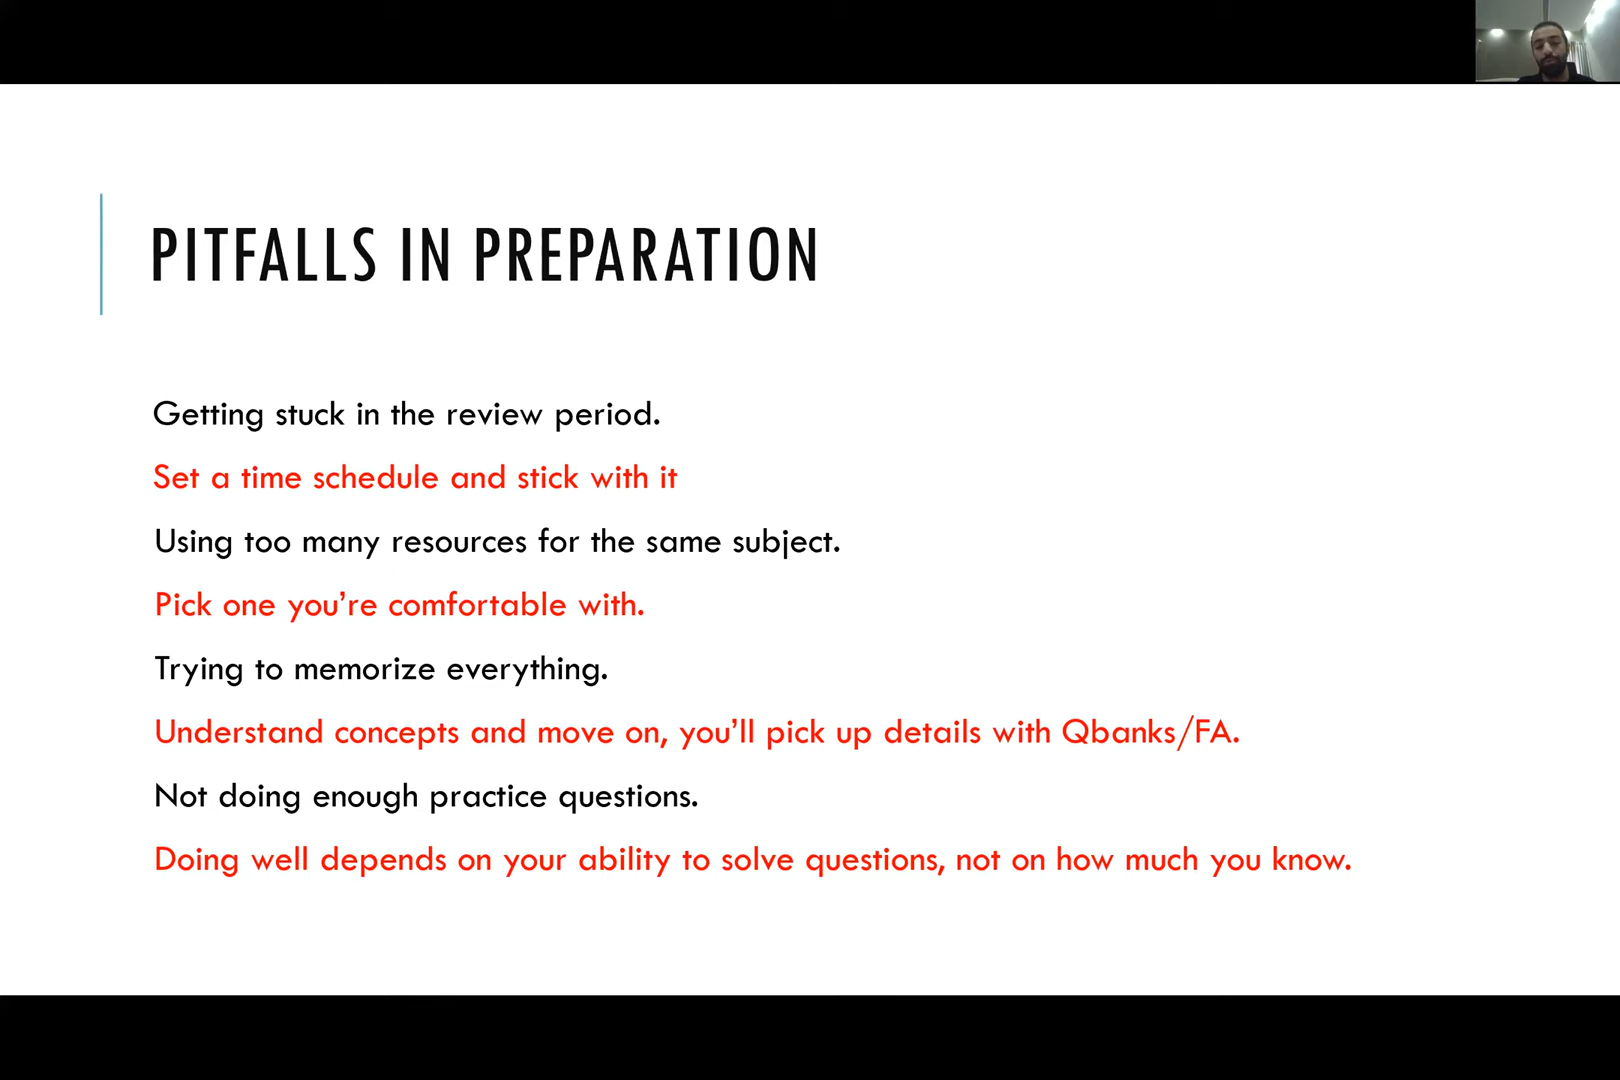 PITFALLS IN PREPARATION
Getting stuck in the review period.
Set a time schedule and stick with it
Using too many resources for the same subject.
Pick one you’re comfortable with.
Trying to memorize everything.
Understand concepts and move on, you’ll pick up details with Qbanks/FA.
Not doing enough practice questions.
Doing well depends on your ability to solve questions, not on how much you know.